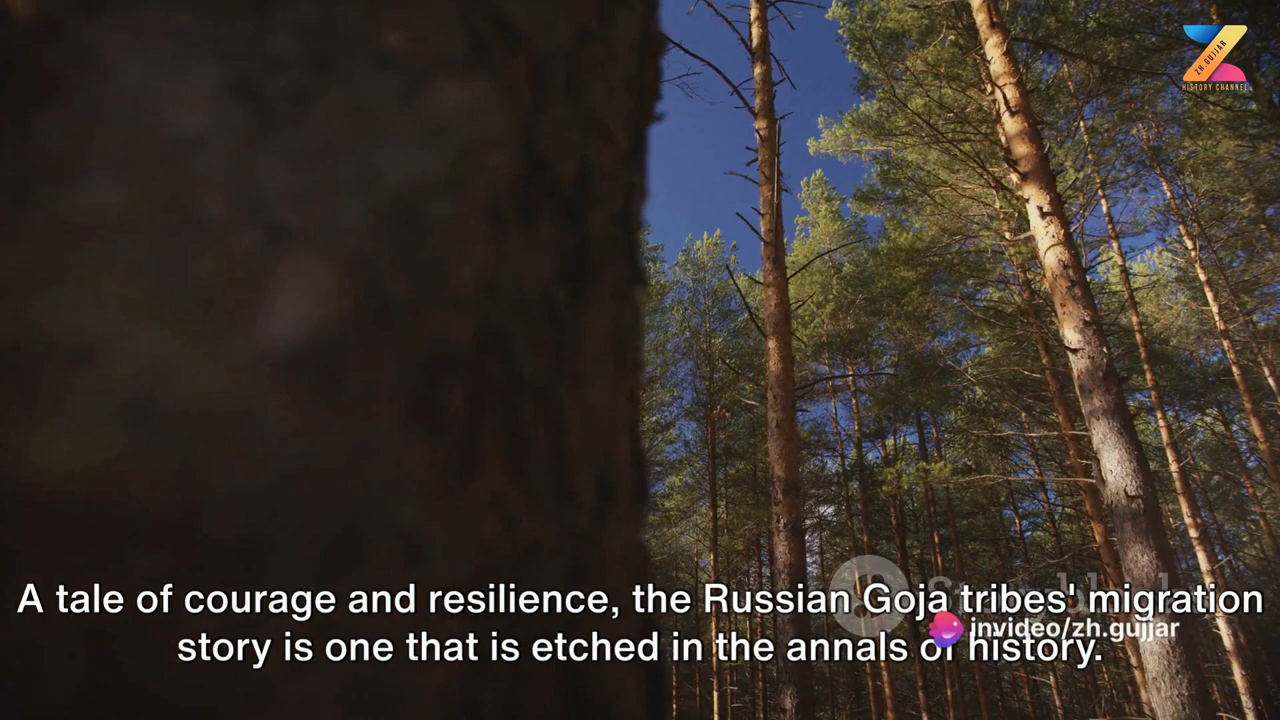 ZH.GUJJAR
HISTORY CHANNEL
A tale of courage and resilience, the Russian Goja tribes' migration
invideo/zh.gujjar
story is one that is etched in the annals of history.